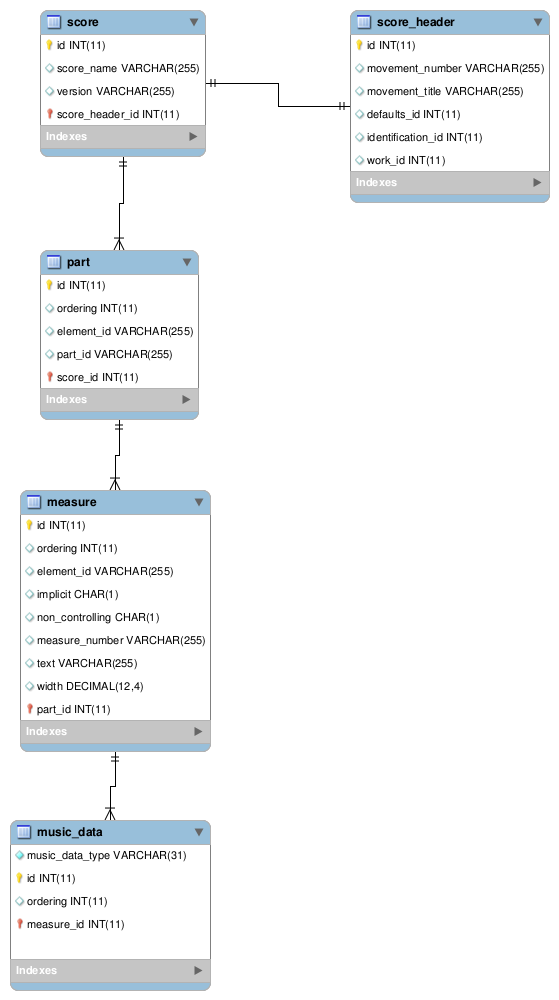 score
id INT(11)
score_name VARCHAR(255)
version VARCHAR(255)
score_header_id INT(11)
Indexes
score_header
id INT(11)
movement_number VARCHAR(255)
movement_title VARCHAR(255)
defaults_id INT(11)
identification_id INT(11)
work_id INT(11)
Indexes
part
id INT(11)
ordering INT(11)
element_id VARCHAR(255)
part_id VARCHAR(255)
score_id INT(11)
Indexes
measure
id INT(11)
ordering INT(11)
element_id VARCHAR(255)
implicit CHAR(1)
non_controlling CHAR(1)
measure_number VARCHAR(255)
text VARCHAR(255)
width DECIMAL(12,4)
part_id INT(11)
Indexes
music_data
music_data_type VARCHAR(31)
id INT(11)
ordering INT(11)
measure_id INT(11)
Indexes